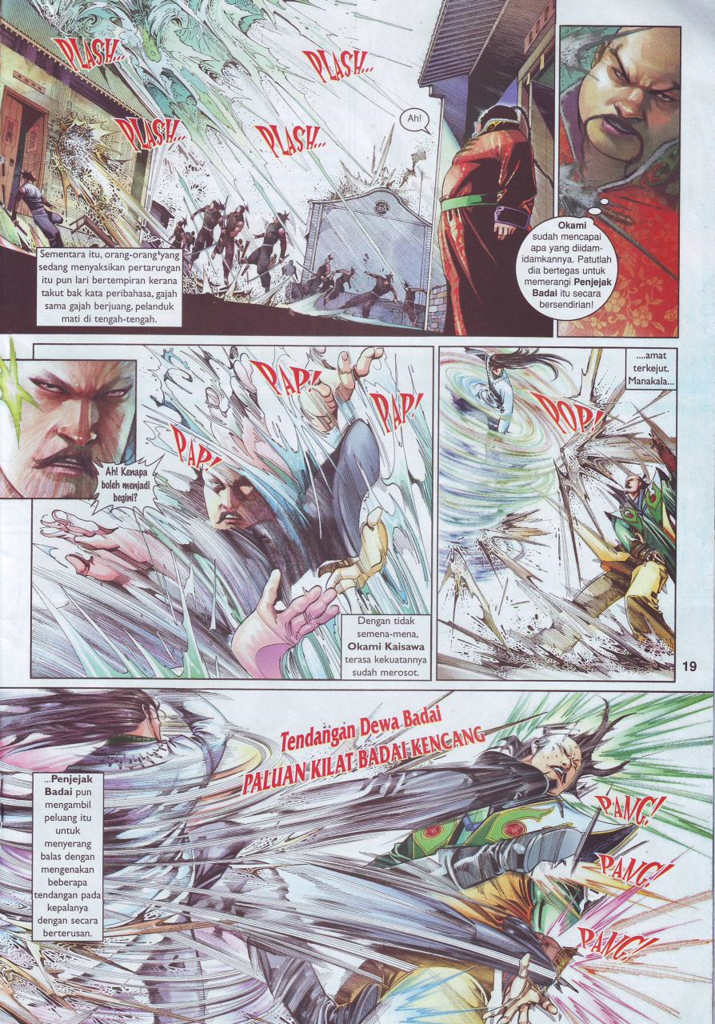 PLASH...
PLASH...
PLASH...
PLASH...
Ah!
Sementara itu, orang-orang yang
sedang menyaksikan pertarungan
itu pun lari bertempiran kerana
takut bak kata peribahasa, gajah
sama gajah berjuang, pelanduk
mati di tengah-tengah.
Okami
sudah mencapai
apa yang diidam-
idamkannya. Patutlah
dia bertegas untuk
memerangi Penjejak
Badai itu secara
bersendirian!
Ah! Kenapa
boleh menjadi
begini?
PAP!
PAP!
PAP!
PAP!
Dengan tidak
semena-mena,
Okami Kaisawa
terasa kekuatannya
sudah merosot.
....amat
terkejut.
Manakala...
POP!
19
Tendangan Dewa Badai
PALUAN KILAT BADAI KENCANG
...Penjejak
Badai pun
mengambil
peluang itu
untuk
menyerang
balas dengan
mengenakan
beberapa
tendangan pada
kepalanya
dengan secara
berterusan.
PANG!
PANG!
PANG!